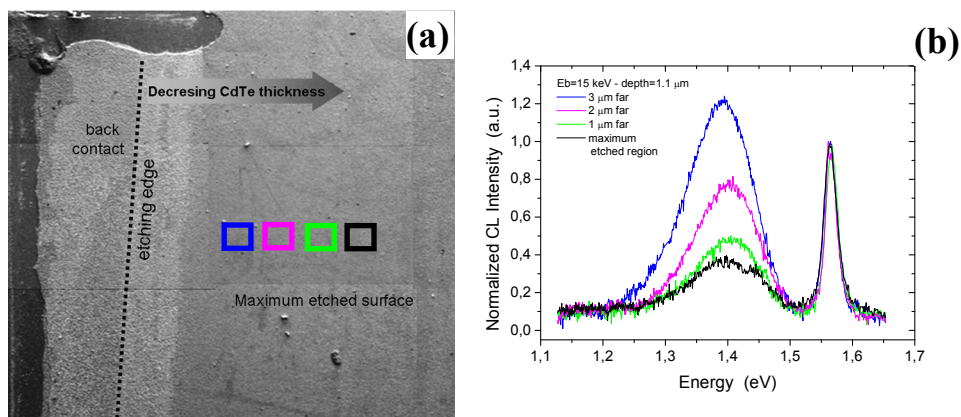 (a)
Decresing CdTe thickness
back
contact
etching edge
Maximum etched surface
(b)
Eb=15 keV - depth=1.1 μm
3 μm far
2 μm far
1 μm far
maximum
etched region
Normalized CL Intensity (a.u.)
1,4
1,2
1,0
0,8
0,6
0,4
0,2
0,0
1,1 1,2 1,3 1,4 1,5 1,6 1,7
Energy (eV)